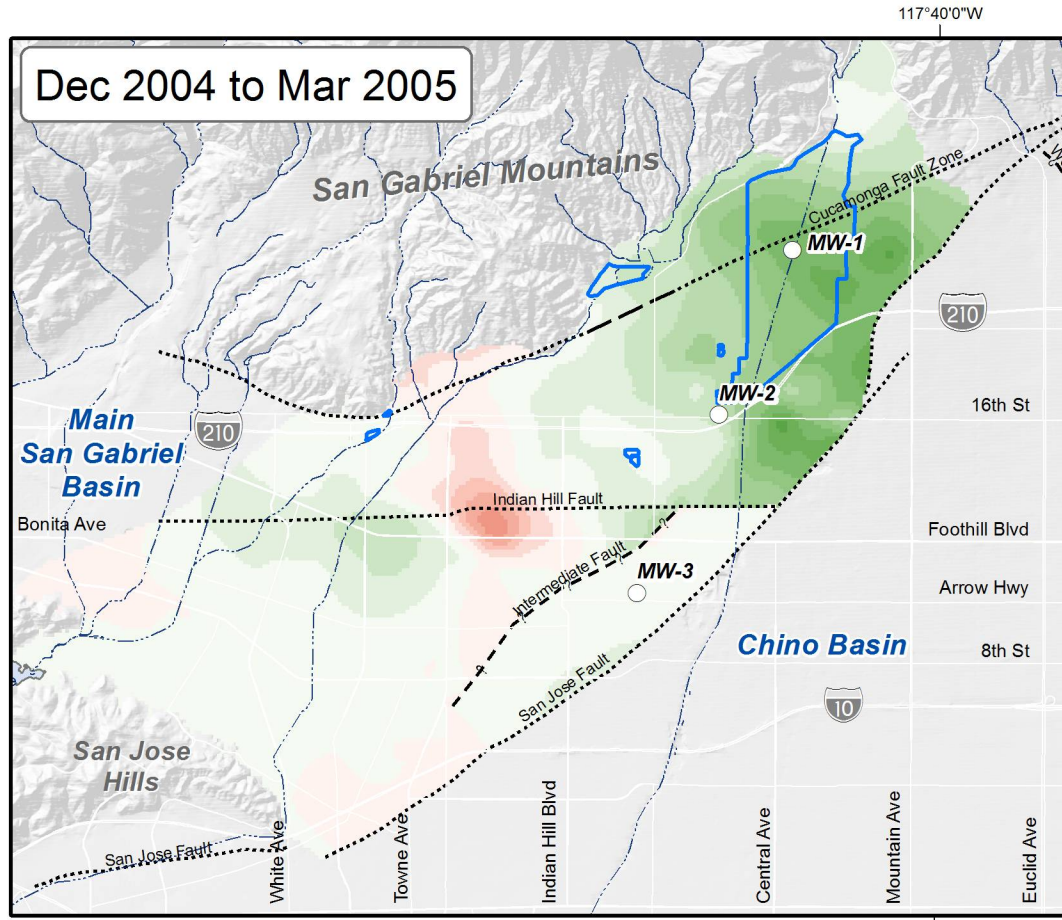 117°40'0"W
Dec 2004 to Mar 2005
San Gabriel Mountains
Cucamonga Fault Zone
MW-1
210
MW-2
16th St
Main
San Gabriel
Basin
210
Indian Hill Fault
Bonita Ave
Foothill Blvd
?
Intermediate Fault
?
?
MW-3
Arrow Hwy
?
Chino Basin
8th St
?
San Jose Fault
10
San Jose
Hills
San Jose Fault
White Ave
Towne Ave
Indian Hill Blvd
Central Ave
Mountain Ave
Euclid Ave